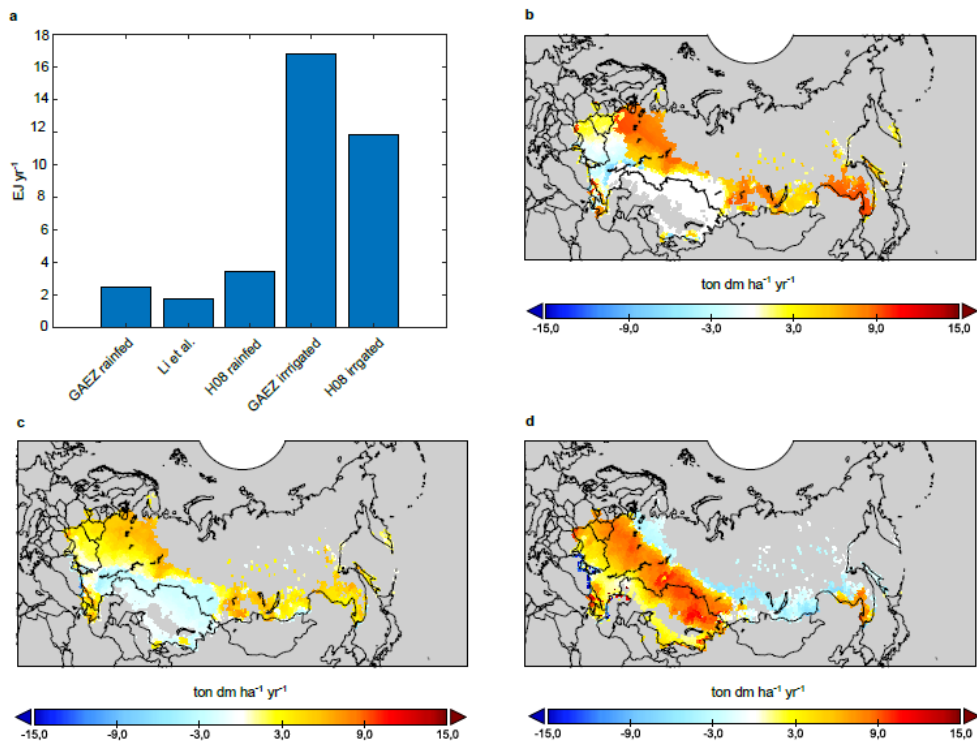 a
EJ yr⁻¹
18
16
14
12
10
8
6
4
2
0
GAEZ rainfed
Li et al.
H08 rainfed
GAEZ irrrigated
H08 irrgated
b
ton dm ha⁻¹ yr⁻¹
-15,0 -9,0 -3,0 3,0 9,0 15,0
c
ton dm ha⁻¹ yr⁻¹
-15,0 -9,0 -3,0 3,0 9,0 15,0
d
ton dm ha⁻¹ yr⁻¹
-15,0 -9,0 -3,0 3,0 9,0 15,0